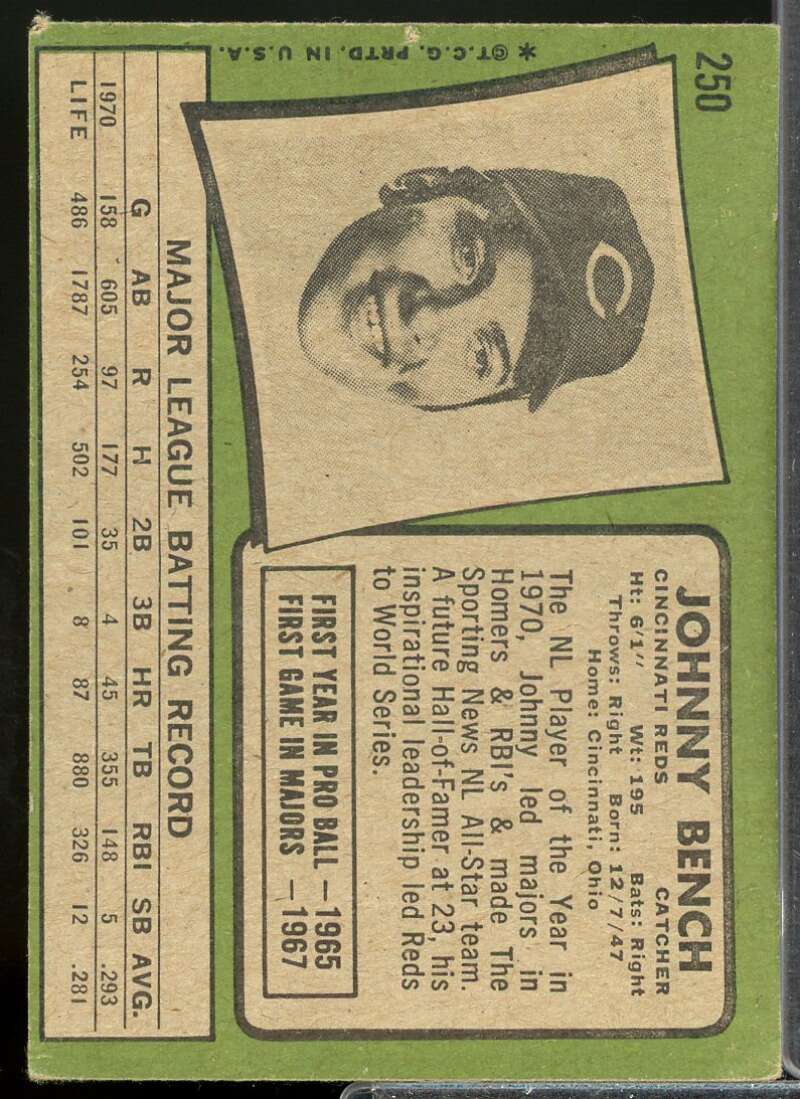 250
JOHNNY BENCH
CINCINNATI REDS CATCHER
Ht: 6'1" Wt: 195 Bats: Right
Throws: Right Born: 12/7/47
Home: Cincinnati, Ohio
The NL Player of the Year in
1970, Johnny led majors in
Homers & RBI's & made The
Sporting News NL All-Star team.
A future Hall-of-Famer at 23, his
inspirational leadership led Reds
to World Series.
FIRST YEAR IN PRO BALL —1965
FIRST GAME IN MAJORS —1967
C
* ©T.C.G. PRTD. IN U.S.A.
MAJOR LEAGUE BATTING RECORD
G AB R H 2B 3B HR TB RBI SB AVG.
1970 158 605 97 177 35 4 45 355 148 5 .293
LIFE 486 1787 254 502 101 8 87 880 326 12 .281